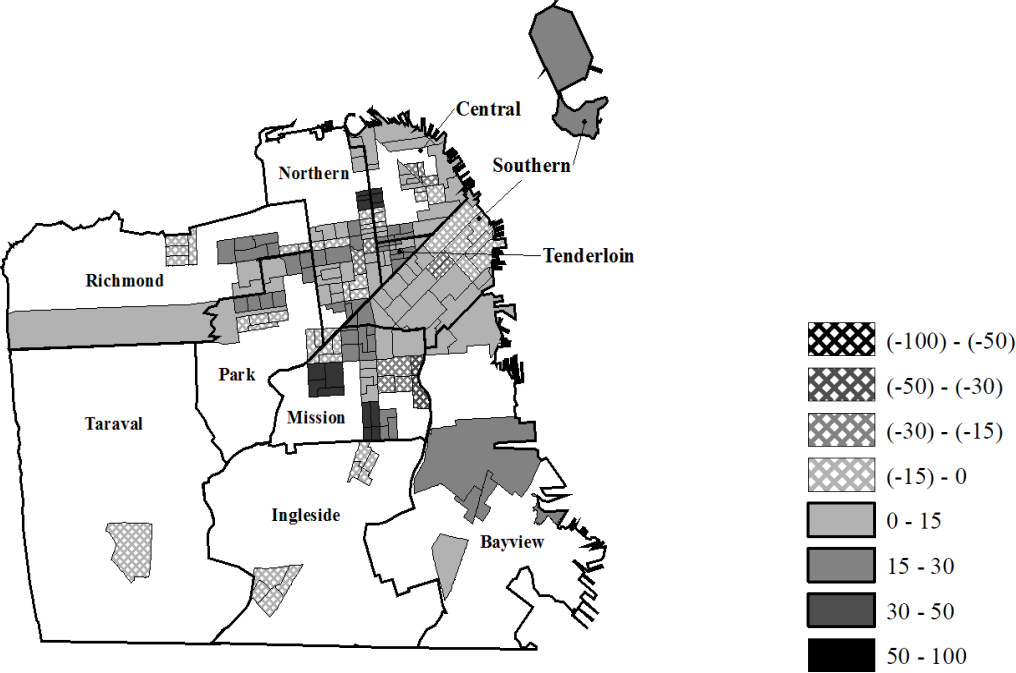 Central
Southern
Northern
Tenderloin
Richmond
Park
Mission
Taraval
Ingleside
Bayview
(-100) - (-50)
(-50) - (-30)
(-30) - (-15)
(-15) - 0
0 - 15
15 - 30
30 - 50
50 - 100